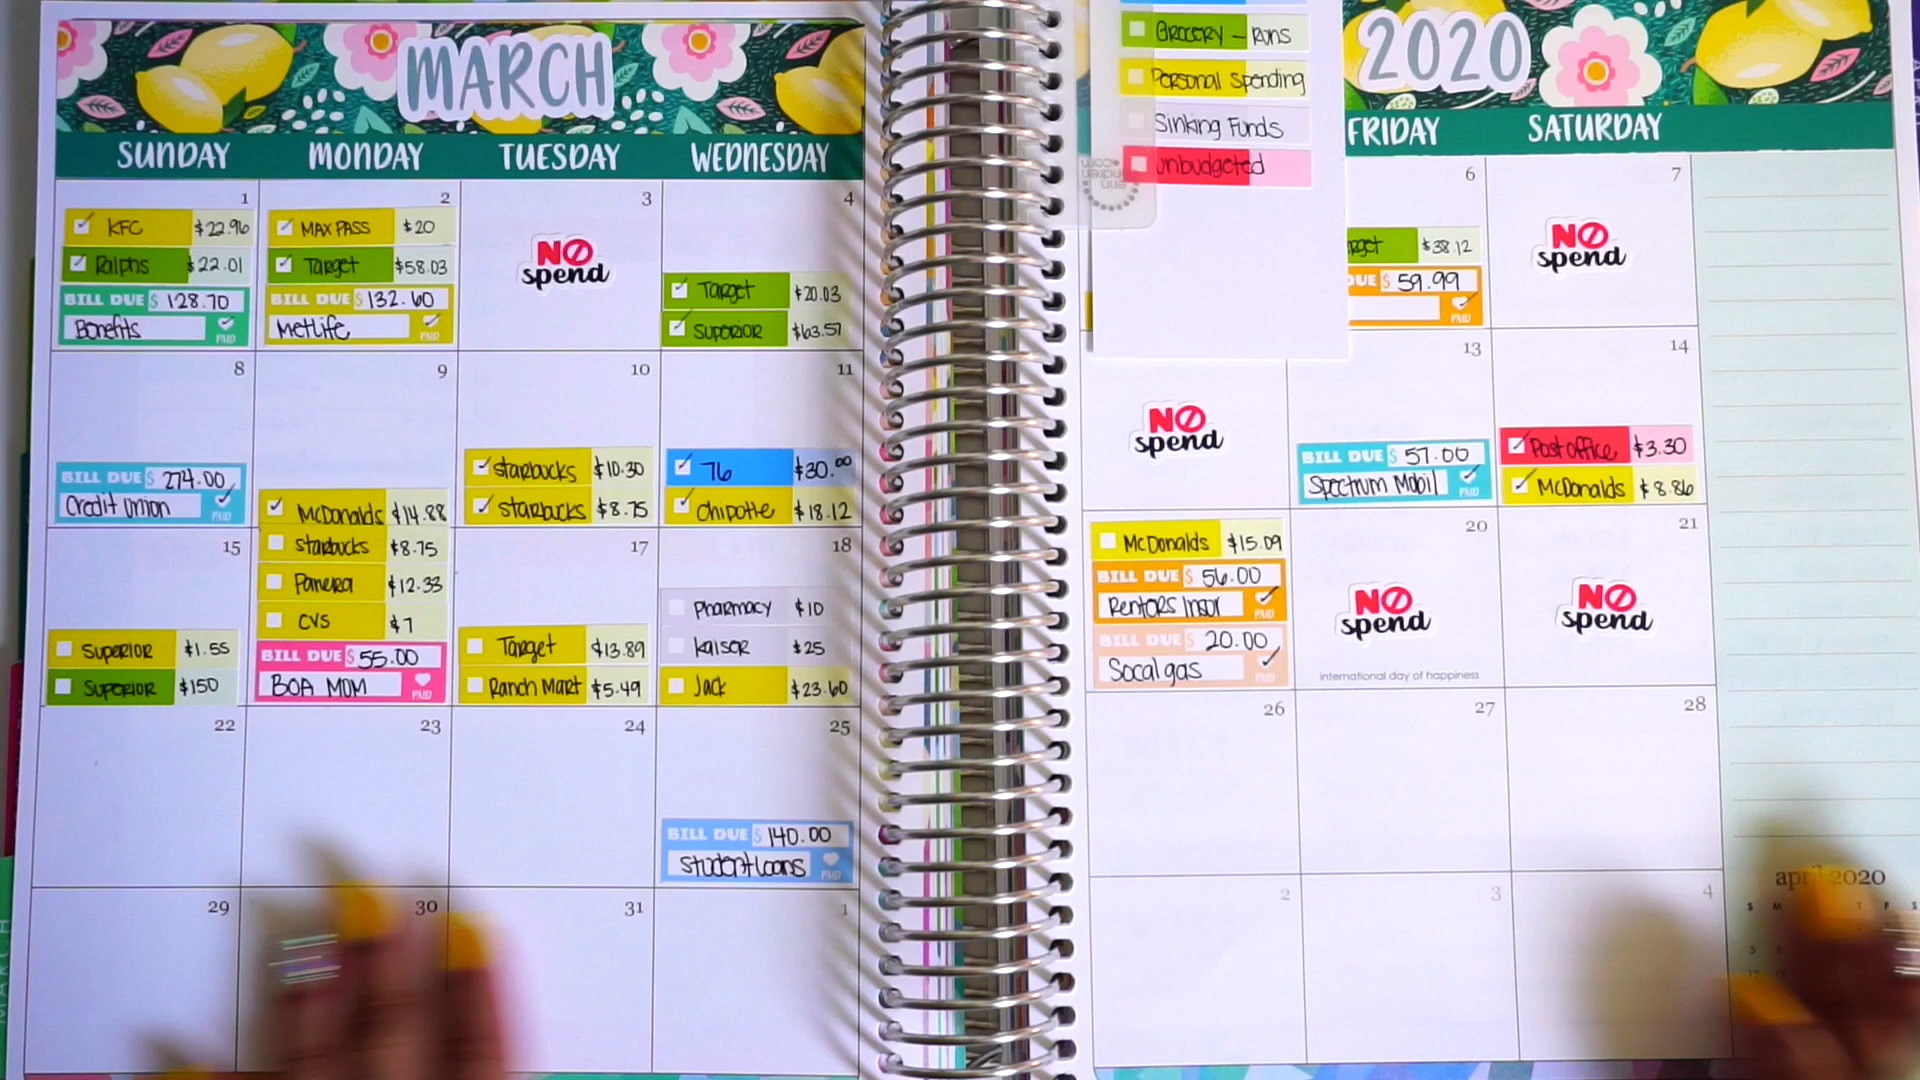 MARCH
2020
GROCERY - Runs
Personal Spending
Sinking Funds
unbudgeted
SUNDAY MONDAY TUESDAY WEDNESDAY FRIDAY SATURDAY
1
KFC $22.96
Ralphs $22.01
BILL DUE $ 128.70
Benefits PAID
2
MAX PASS $20
Target $58.03
BILL DUE $ 132.60
Metlife PAID
3
NO
spend
4
Target $20.03
SUPERIOR $63.57
6
rget $38.12
DUE $ 59.99
PAID
7
NO
spend
8
BILL DUE $ 274.00
Credit Union PAID
9
McDonalds $14.88
10
starbucks $10.30
starbucks $8.75
11
76 $30.00
chipotle $18.12
NO
spend
13
BILL DUE $ 57.00
Spectrum Mobil PAID
14
Post office $3.30
McDonalds $8.86
15
SUPERIOR $1.55
SUPERIOR $150
starbucks $8.75
Panera $12.33
CVS $7
BILL DUE $ 55.00
BOA MOM PAID
17
Target $13.89
Ranch Mart $5.49
18
Pharmacy $10
kaiser $25
Jack $23.60
McDonalds $15.09
BILL DUE $ 56.00
Rentors Insur PAID
BILL DUE $ 20.00
Socal gas PAID
20
NO
spend
international day of happiness
21
NO
spend
22
23
24
25
BILL DUE $ 140.00
Student Loans PAID
26
27
28
29
30
31
1
2
3
4
MARCH